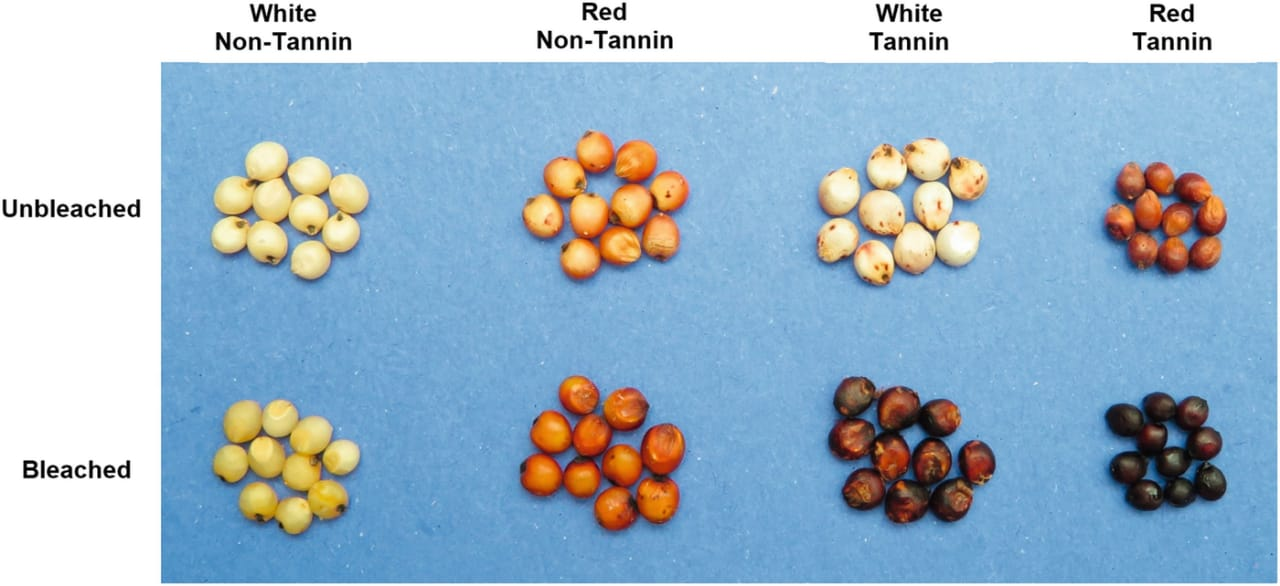 White
Non-Tannin
Red
Non-Tannin
White
Tannin
Red
Tannin
Unbleached
Bleached